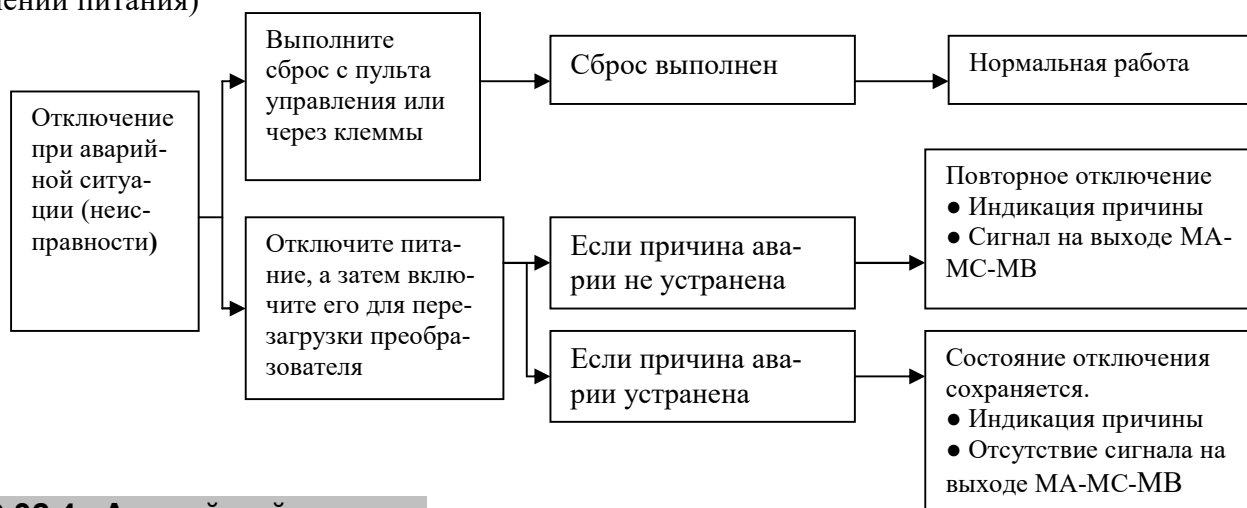 ении питания)
Отключение
при аварий-
ной ситуа-
ции (неис-
правности)
Выполните
сброс с пульта
управления или
через клеммы
Сброс выполнен
Нормальная работа
Отключите пита-
ние, а затем вклю-
чите его для пере-
загрузки преобра-
зователя
Если причина ава-
рии не устранена
Повторное отключение
● Индикация причины
● Сигнал на выходе МА-
МС-МВ
Если причина ава-
рии устранена
Состояние отключения
сохраняется.
● Индикация причины
● Отсутствие сигнала на
выходе МА-МС-МВ